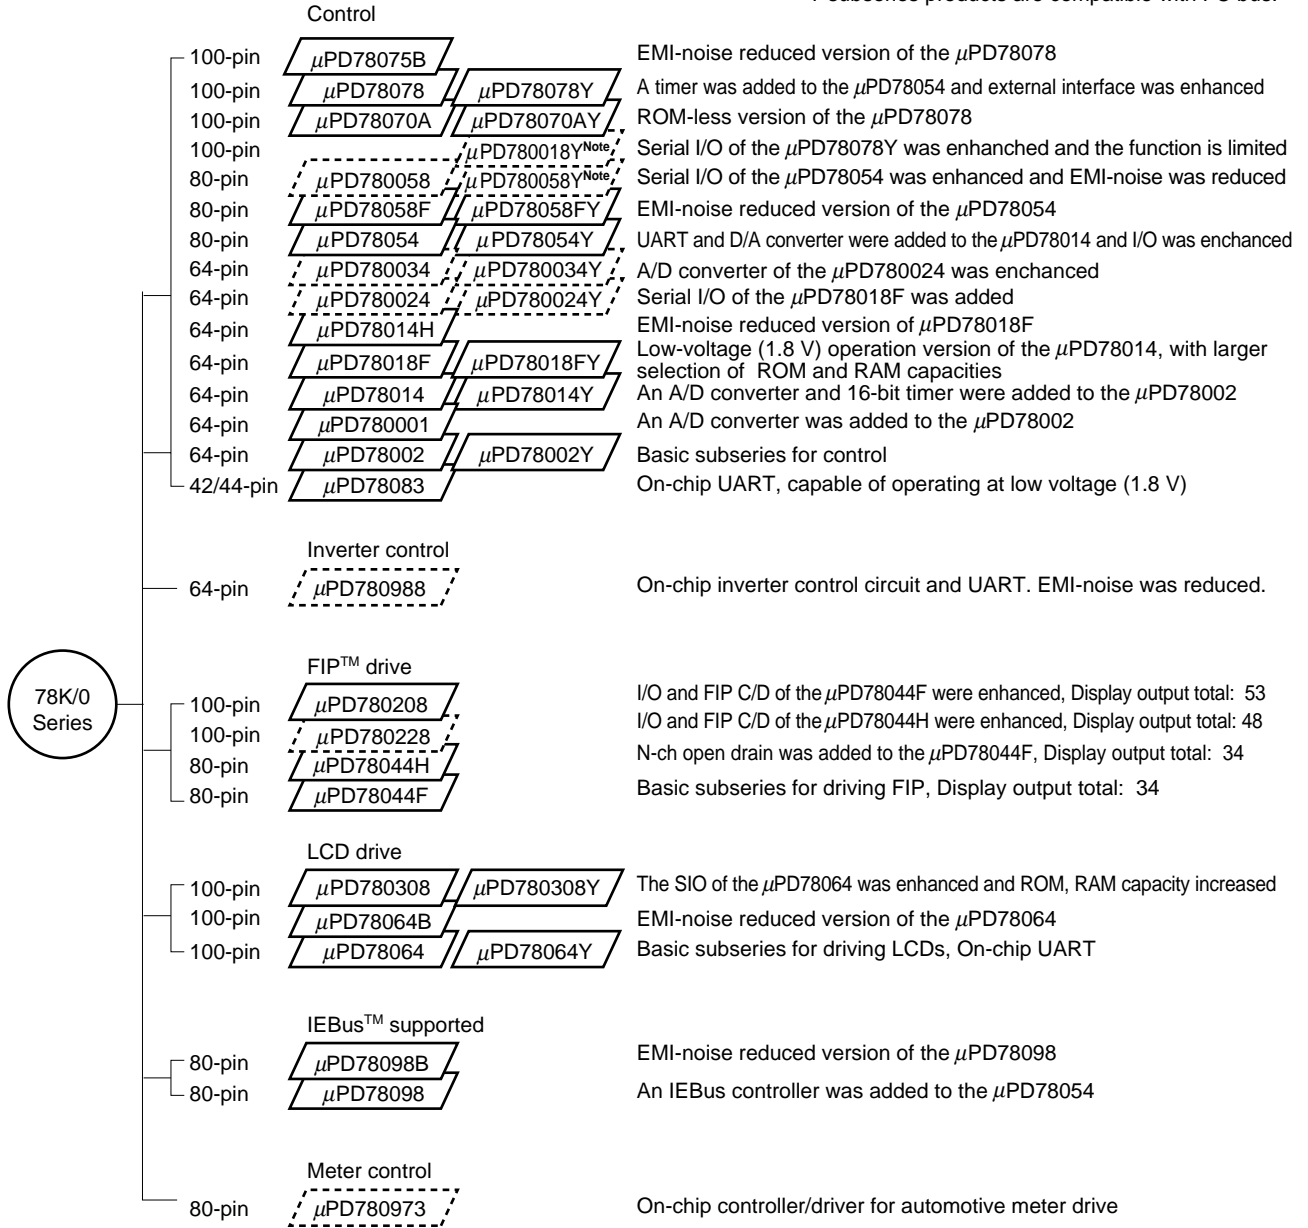 Control
100-pin μPD78075B EMI-noise reduced version of the μPD78078
100-pin μPD78078 μPD78078Y A timer was added to the μPD78054 and external interface was enhanced
100-pin μPD78070A μPD78070AY ROM-less version of the μPD78078
100-pin μPD780018Y Note Serial I/O of the μPD78078Y was enhanched and the function is limited
80-pin μPD780058 μPD780058Y Note Serial I/O of the μPD78054 was enhanced and EMI-noise was reduced
80-pin μPD78058F μPD78058FY EMI-noise reduced version of the μPD78054
80-pin μPD78054 μPD78054Y UART and D/A converter were added to the μPD78014 and I/O was enchanced
64-pin μPD780034 μPD780034Y A/D converter of the μPD780024 was enchanced
64-pin μPD780024 μPD780024Y Serial I/O of the μPD78018F was added
64-pin μPD78014H EMI-noise reduced version of μPD78018F
64-pin μPD78018F μPD78018FY Low-voltage (1.8 V) operation version of the μPD78014, with larger
selection of ROM and RAM capacities
64-pin μPD78014 μPD78014Y An A/D converter and 16-bit timer were added to the μPD78002
64-pin μPD780001 An A/D converter was added to the μPD78002
64-pin μPD78002 μPD78002Y Basic subseries for control
42/44-pin μPD78083 On-chip UART, capable of operating at low voltage (1.8 V)
Inverter control
64-pin μPD780988 On-chip inverter control circuit and UART. EMI-noise was reduced.
78K/0
Series
FIP™ drive
100-pin μPD780208 I/O and FIP C/D of the μPD78044F were enhanced, Display output total: 53
100-pin μPD780228 I/O and FIP C/D of the μPD78044H were enhanced, Display output total: 48
80-pin μPD78044H N-ch open drain was added to the μPD78044F, Display output total: 34
80-pin μPD78044F Basic subseries for driving FIP, Display output total: 34
LCD drive
100-pin μPD780308 μPD780308Y The SIO of the μPD78064 was enhanced and ROM, RAM capacity increased
100-pin μPD78064B EMI-noise reduced version of the μPD78064
100-pin μPD78064 μPD78064Y Basic subseries for driving LCDs, On-chip UART
IEBus™ supported
80-pin μPD78098B EMI-noise reduced version of the μPD78098
80-pin μPD78098 An IEBus controller was added to the μPD78054
Meter control
80-pin μPD780973 On-chip controller/driver for automotive meter drive